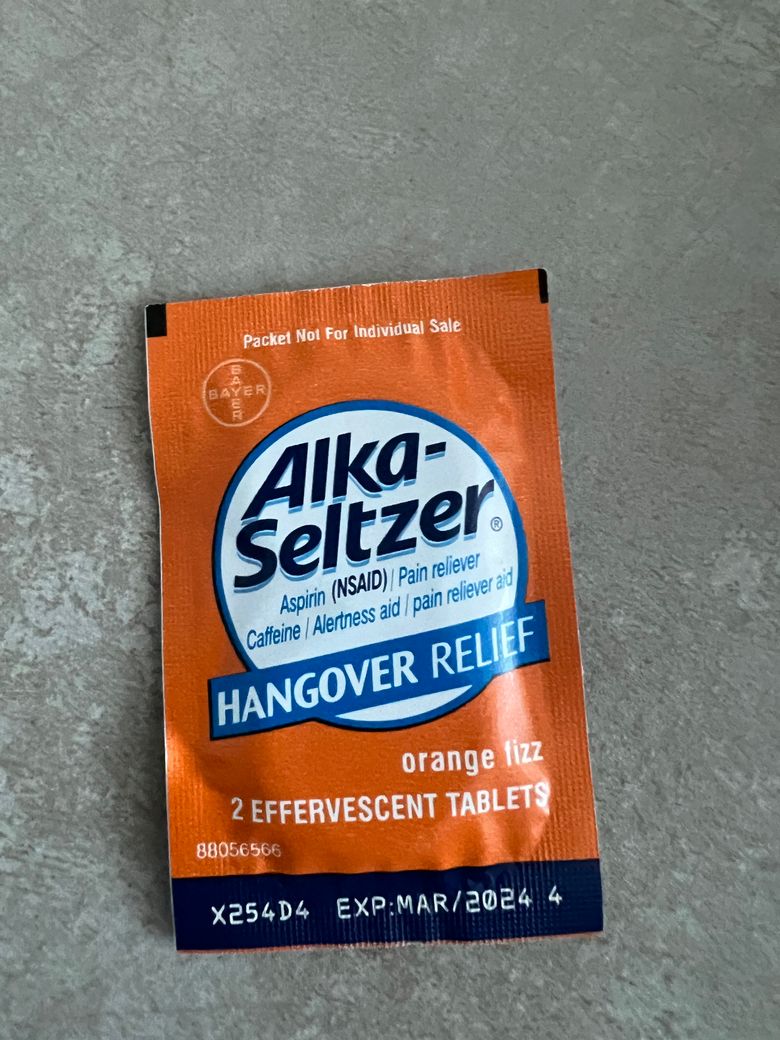 Packet Not For Individual Sale
BAYER
BAYER
Alka-
Seltzer®
Aspirin (NSAID) / Pain reliever
Caffeine / Alertness aid / pain reliever aid
HANGOVER RELIEF
orange fizz
2 EFFERVESCENT TABLETS
88056566
X254D4 EXP:MAR/2024 4